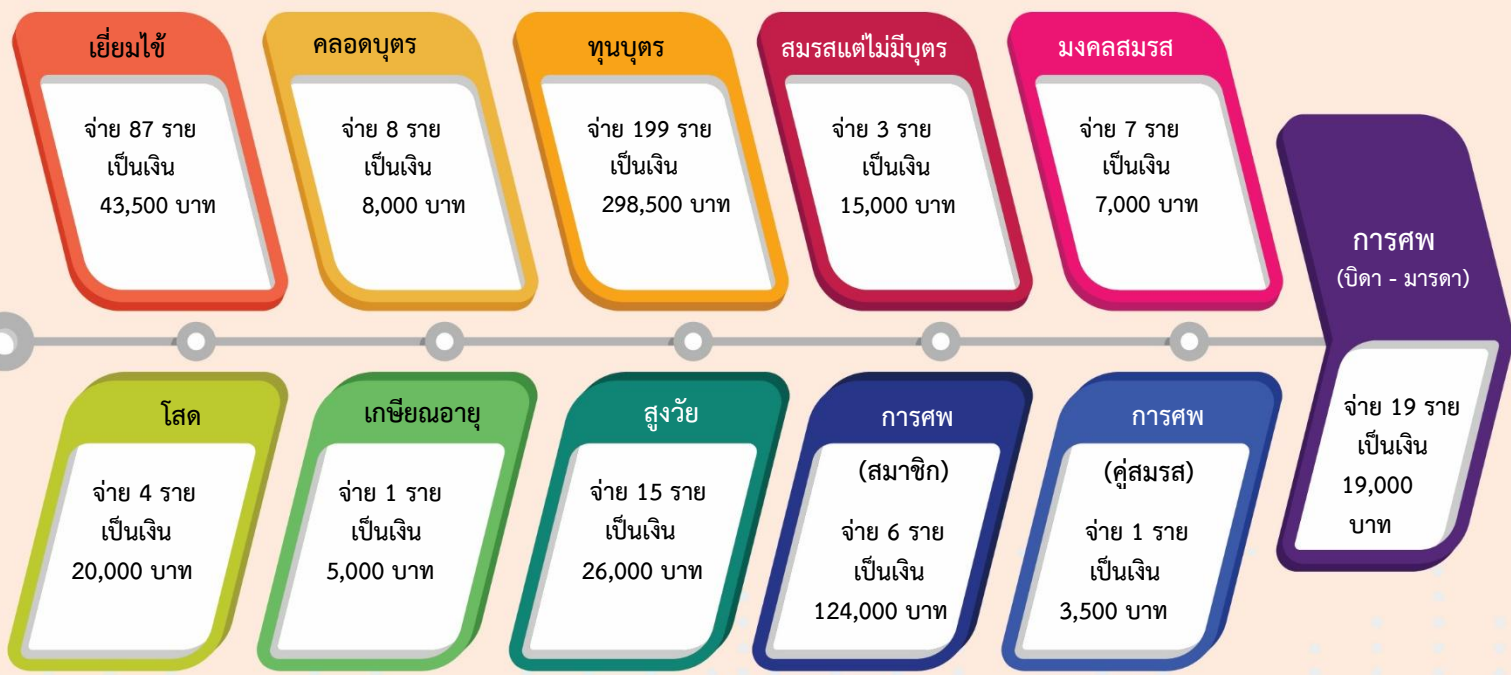 เยี่ยมไข้
จ่าย 87 ราย
เป็นเงิน
43,500 บาท
คลอดบุตร
จ่าย 8 ราย
เป็นเงิน
8,000 บาท
ทุนบุตร
จ่าย 199 ราย
เป็นเงิน
298,500 บาท
สมรสแต่ไม่มีบุตร
จ่าย 3 ราย
เป็นเงิน
15,000 บาท
มงคลสมรส
จ่าย 7 ราย
เป็นเงิน
7,000 บาท
การศพ
(บิดา - มารดา)
จ่าย 19 ราย
เป็นเงิน
19,000
บาท
โสด
จ่าย 4 ราย
เป็นเงิน
20,000 บาท
เกษียณอายุ
จ่าย 1 ราย
เป็นเงิน
5,000 บาท
สูงวัย
จ่าย 15 ราย
เป็นเงิน
26,000 บาท
การศพ
(สมาชิก)
จ่าย 6 ราย
เป็นเงิน
124,000 บาท
การศพ
(คู่สมรส)
จ่าย 1 ราย
เป็นเงิน
3,500 บาท